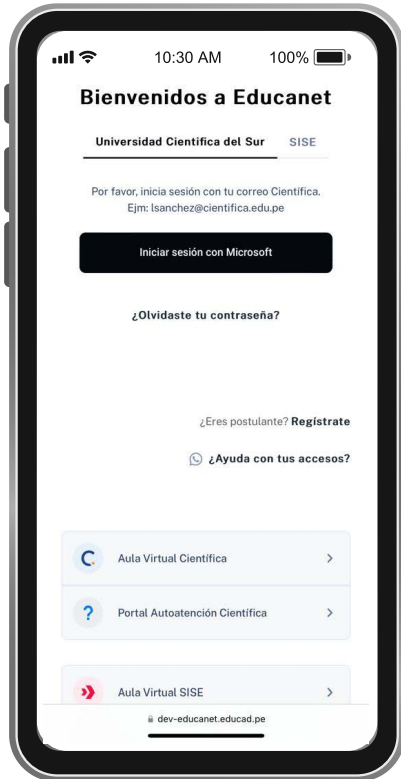 10:30 AM 100%
Bienvenidos a Educanet
Universidad Cientifica del Sur SISE
Por favor, inicia sesión con tu correo Científica.
Ejm: lsanchez@cientifica.edu.pe
Iniciar sesión con Microsoft
¿Olvidaste tu contraseña?
¿Eres postulante? Regístrate
¿Ayuda con tus accesos?
Aula Virtual Científica
Portal Autoatención Científica
Aula Virtual SISE
dev-educanet.educad.pe